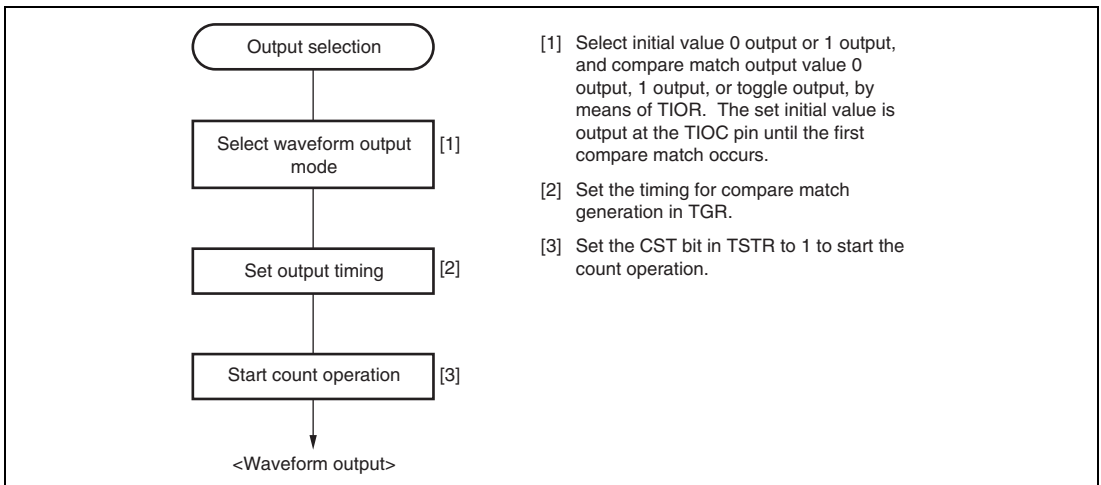 Output selection
Select waveform output
mode
[1]
Set output timing
[2]
Start count operation
[3]
<Waveform output>
[1] Select initial value 0 output or 1 output,
and compare match output value 0
output, 1 output, or toggle output, by
means of TIOR. The set initial value is
output at the TIOC pin until the first
compare match occurs.
[2] Set the timing for compare match
generation in TGR.
[3] Set the CST bit in TSTR to 1 to start the
count operation.